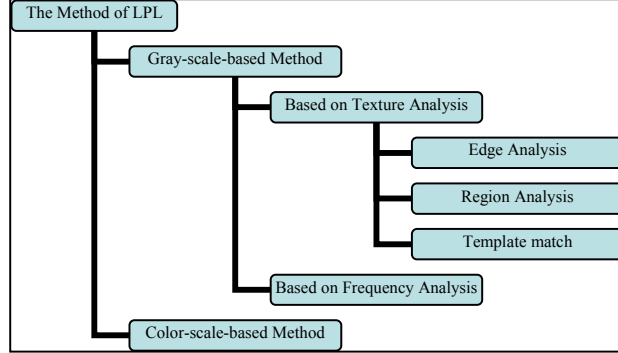 The Method of LPL
Gray-scale-based Method
Based on Texture Analysis
Edge Analysis
Region Analysis
Template match
Based on Frequency Analysis
Color-scale-based Method